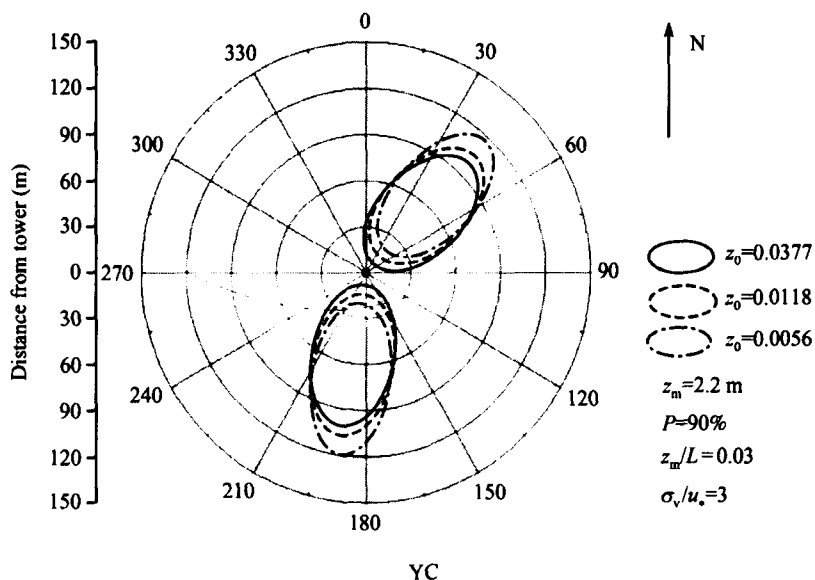 0
30
60
90
120
150
180
210
240
270
300
330
150
120
90
60
30
0
30
60
90
120
150
Distance from tower (m)
N
z₀=0.0377
z₀=0.0118
z₀=0.0056
zₘ=2.2 m
P=90%
zₘ/L=0.03
σᵥ/u*=3
YC